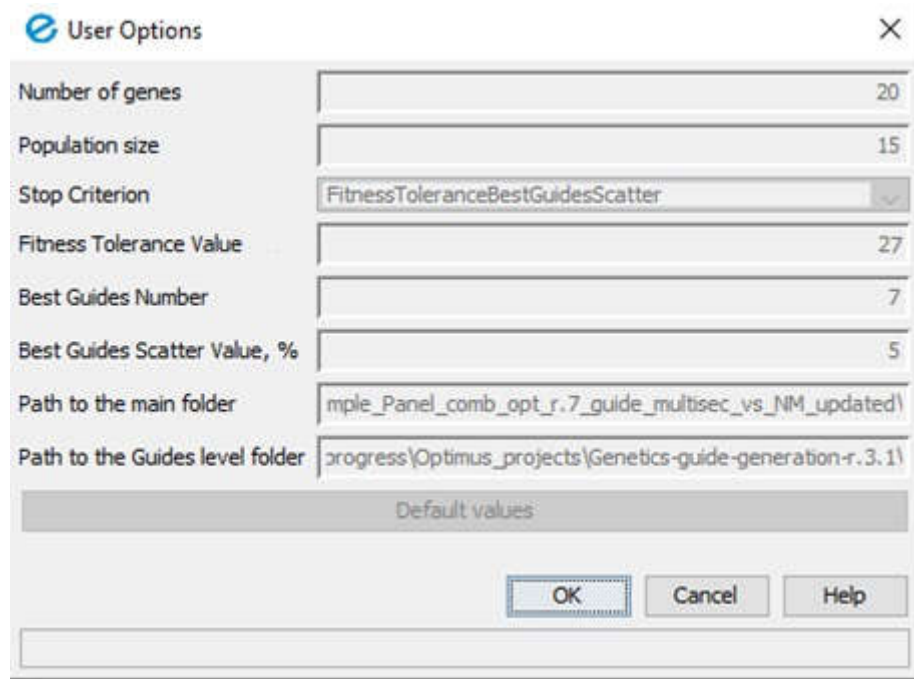 User Options
Number of genes 20
Population size 15
Stop Criterion FitnessToleranceBestGuidesScatter
Fitness Tolerance Value 27
Best Guides Number 7
Best Guides Scatter Value, % 5
Path to the main folder mple_Panel_comb_opt_r.7_guide_multisec_vs_NM_updated\
Path to the Guides level folder progress\Optimus_projects\Genetics-guide-generation-r.3.1\
Default values
OK Cancel Help